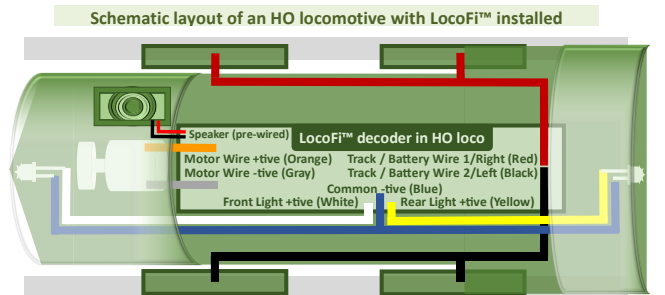 Schematic layout of an HO locomotive with LocoFi™ installed
Speaker (pre-wired)
LocoFi™ decoder in HO loco
Motor Wire +tive (Orange)
Track / Battery Wire 1/Right (Red)
Motor Wire -tive (Gray)
Track / Battery Wire 2/Left (Black)
Common -tive (Blue)
Front Light +tive (White)
Rear Light +tive (Yellow)